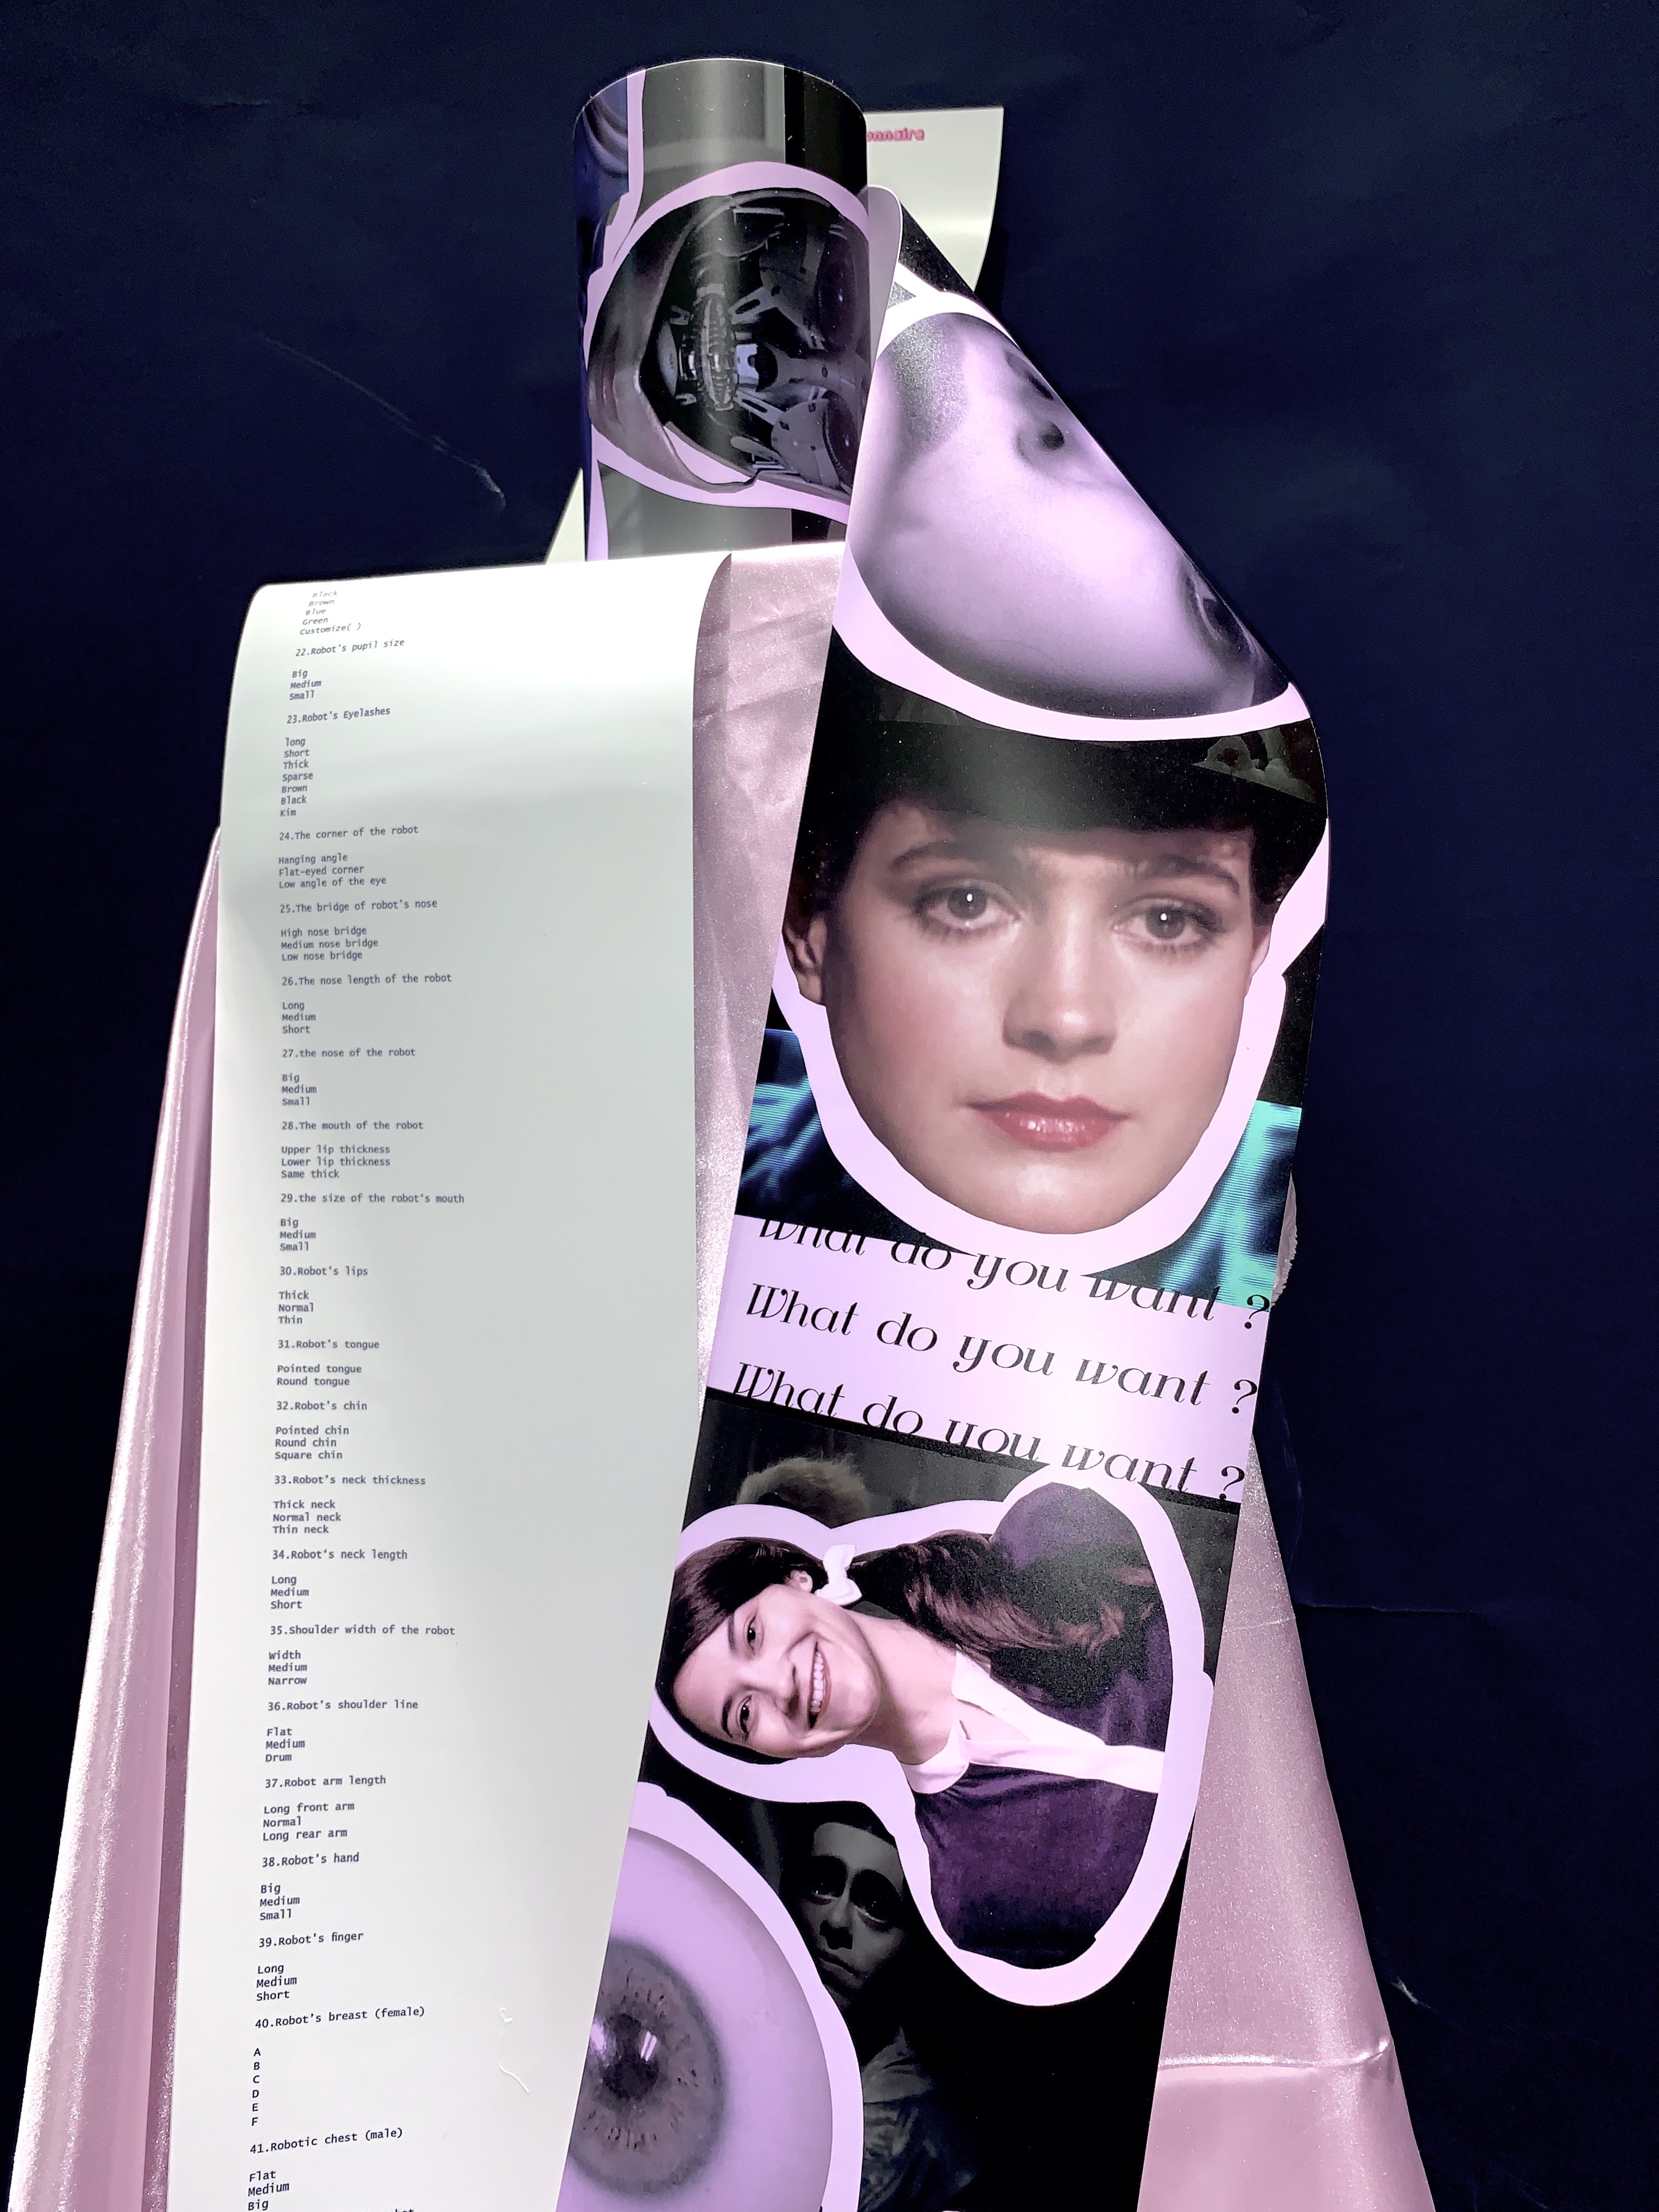 onnaire
Black
Brown
Blue
Green
Customize( )
22.Robot's pupil size
Big
Medium
Small
23.Robot's Eyelashes
long
Short
Thick
Sparse
Brown
Black
Kim
24.The corner of the robot
Hanging angle
Flat-eyed corner
Low angle of the eye
25.The bridge of robot's nose
High nose bridge
Medium nose bridge
Low nose bridge
26.The nose length of the robot
Long
Medium
Short
27.the nose of the robot
Big
Medium
Small
28.The mouth of the robot
Upper lip thickness
Lower lip thickness
Same thick
29.the size of the robot's mouth
Big
Medium
Small
30.Robot's lips
Thick
Normal
Thin
31.Robot's tongue
Pointed tongue
Round tongue
32.Robot's chin
Pointed chin
Round chin
Square chin
33.Robot's neck thickness
Thick neck
Normal neck
Thin neck
34.Robot's neck length
Long
Medium
Short
35.Shoulder width of the robot
Width
Medium
Narrow
36.Robot's shoulder line
Flat
Medium
Drum
37.Robot arm length
Long front arm
Normal
Long rear arm
38.Robot's hand
Big
Medium
Small
39.Robot's finger
Long
Medium
Short
40.Robot's breast (female)
A
B
C
D
E
F
41.Robotic chest (male)
Flat
Medium
Big
What do you want ?
What do you want ?
What do you want ?